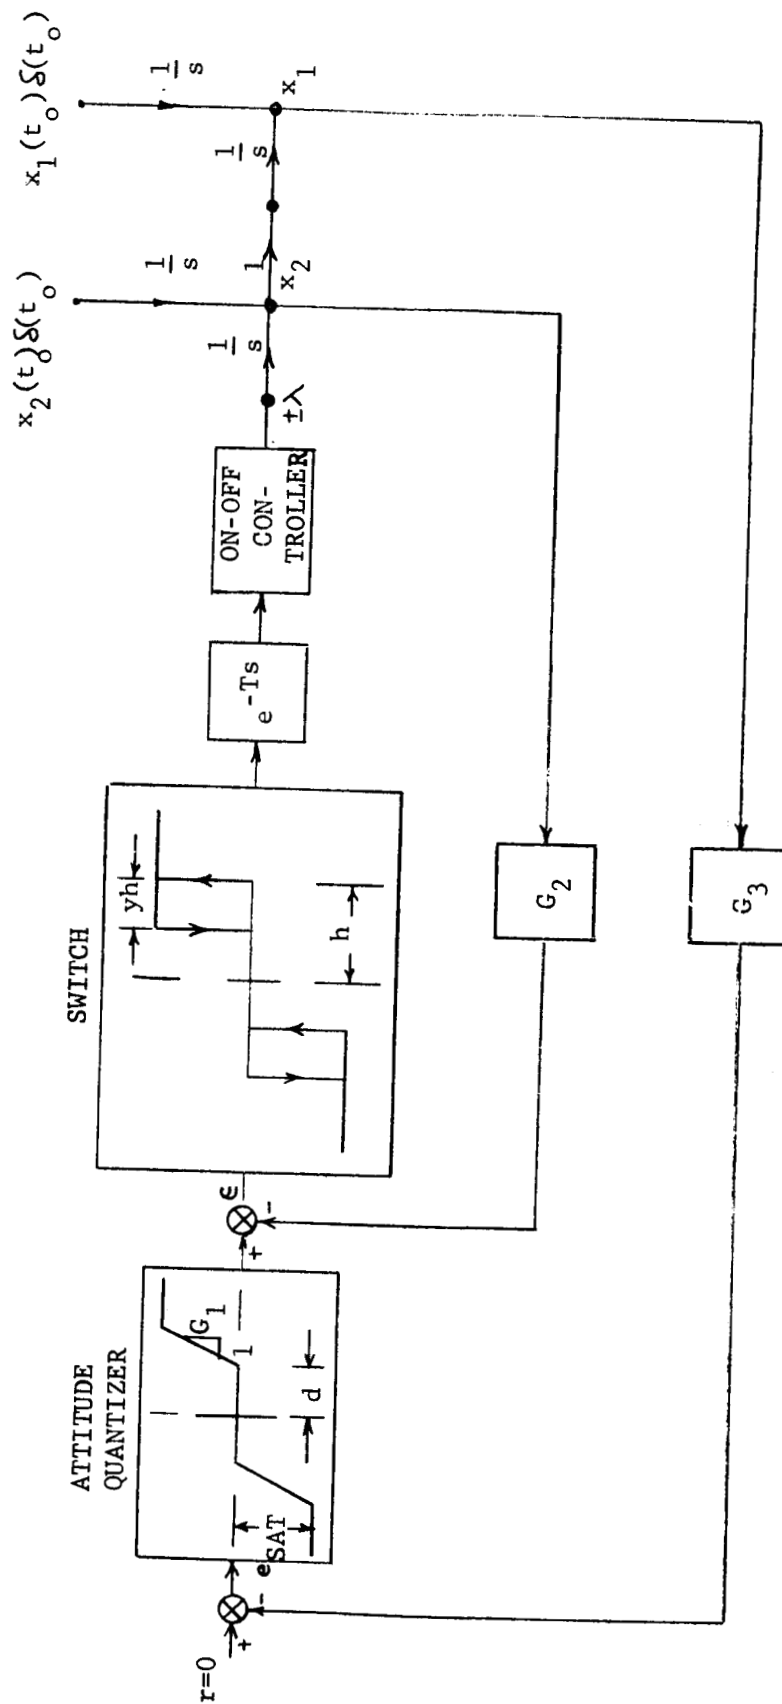 r=0
+
-
e
ATTITUDE
QUANTIZER
SAT
d
1
G₁
+
-
ϵ
SWITCH
yh
h
e^-Ts
ON-OFF
CON-
TROLLER
±λ
1/s
x₂(t₀)δ(t₀)
1/s
x₂
1
1/s
x₁(t₀)δ(t₀)
1/s
x₁
G₂
G₃